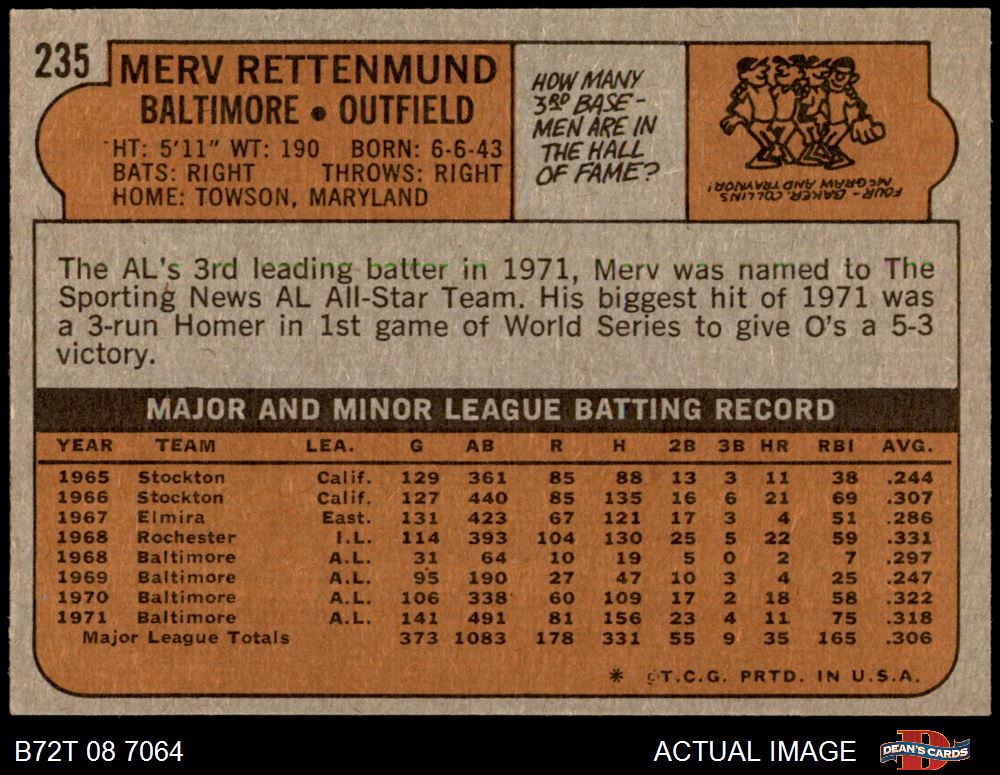 235
MERV RETTENMUND
BALTIMORE • OUTFIELD
HT: 5'11" WT: 190 BORN: 6-6-43
BATS: RIGHT THROWS: RIGHT
HOME: TOWSON, MARYLAND
HOW MANY
3RD BASE-
MEN ARE IN
THE HALL
OF FAME?
FOUR - BAKER, COLLINS,
McGRAW AND TRAYNOR!
The AL's 3rd leading batter in 1971, Merv was named to The
Sporting News AL All-Star Team. His biggest hit of 1971 was
a 3-run Homer in 1st game of World Series to give O's a 5-3
victory.
MAJOR AND MINOR LEAGUE BATTING RECORD
YEAR TEAM LEA. G AB R H 2B 3B HR RBI AVG.
1965 Stockton Calif. 129 361 85 88 13 3 11 38 .244
1966 Stockton Calif. 127 440 85 135 16 6 21 69 .307
1967 Elmira East. 131 423 67 121 17 3 4 51 .286
1968 Rochester I.L. 114 393 104 130 25 5 22 59 .331
1968 Baltimore A.L. 31 64 10 19 5 0 2 7 .297
1969 Baltimore A.L. 95 190 27 47 10 3 4 25 .247
1970 Baltimore A.L. 106 338 60 109 17 2 18 58 .322
1971 Baltimore A.L. 141 491 81 156 23 4 11 75 .318
Major League Totals 373 1083 178 331 55 9 35 165 .306
* ©T.C.G. PRTD. IN U.S.A.
B72T 08 7064
ACTUAL IMAGE
D
DEAN'S CARDS